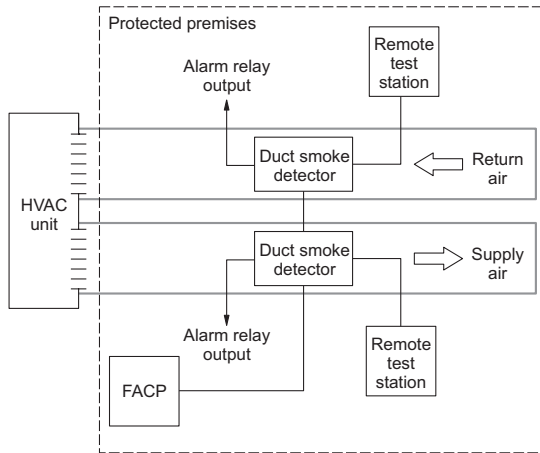 Protected premises
Remote
test
station
Alarm relay
output
Duct smoke
detector
Return
air
HVAC
unit
Duct smoke
detector
Supply
air
Alarm relay
output
Remote
test
station
FACP